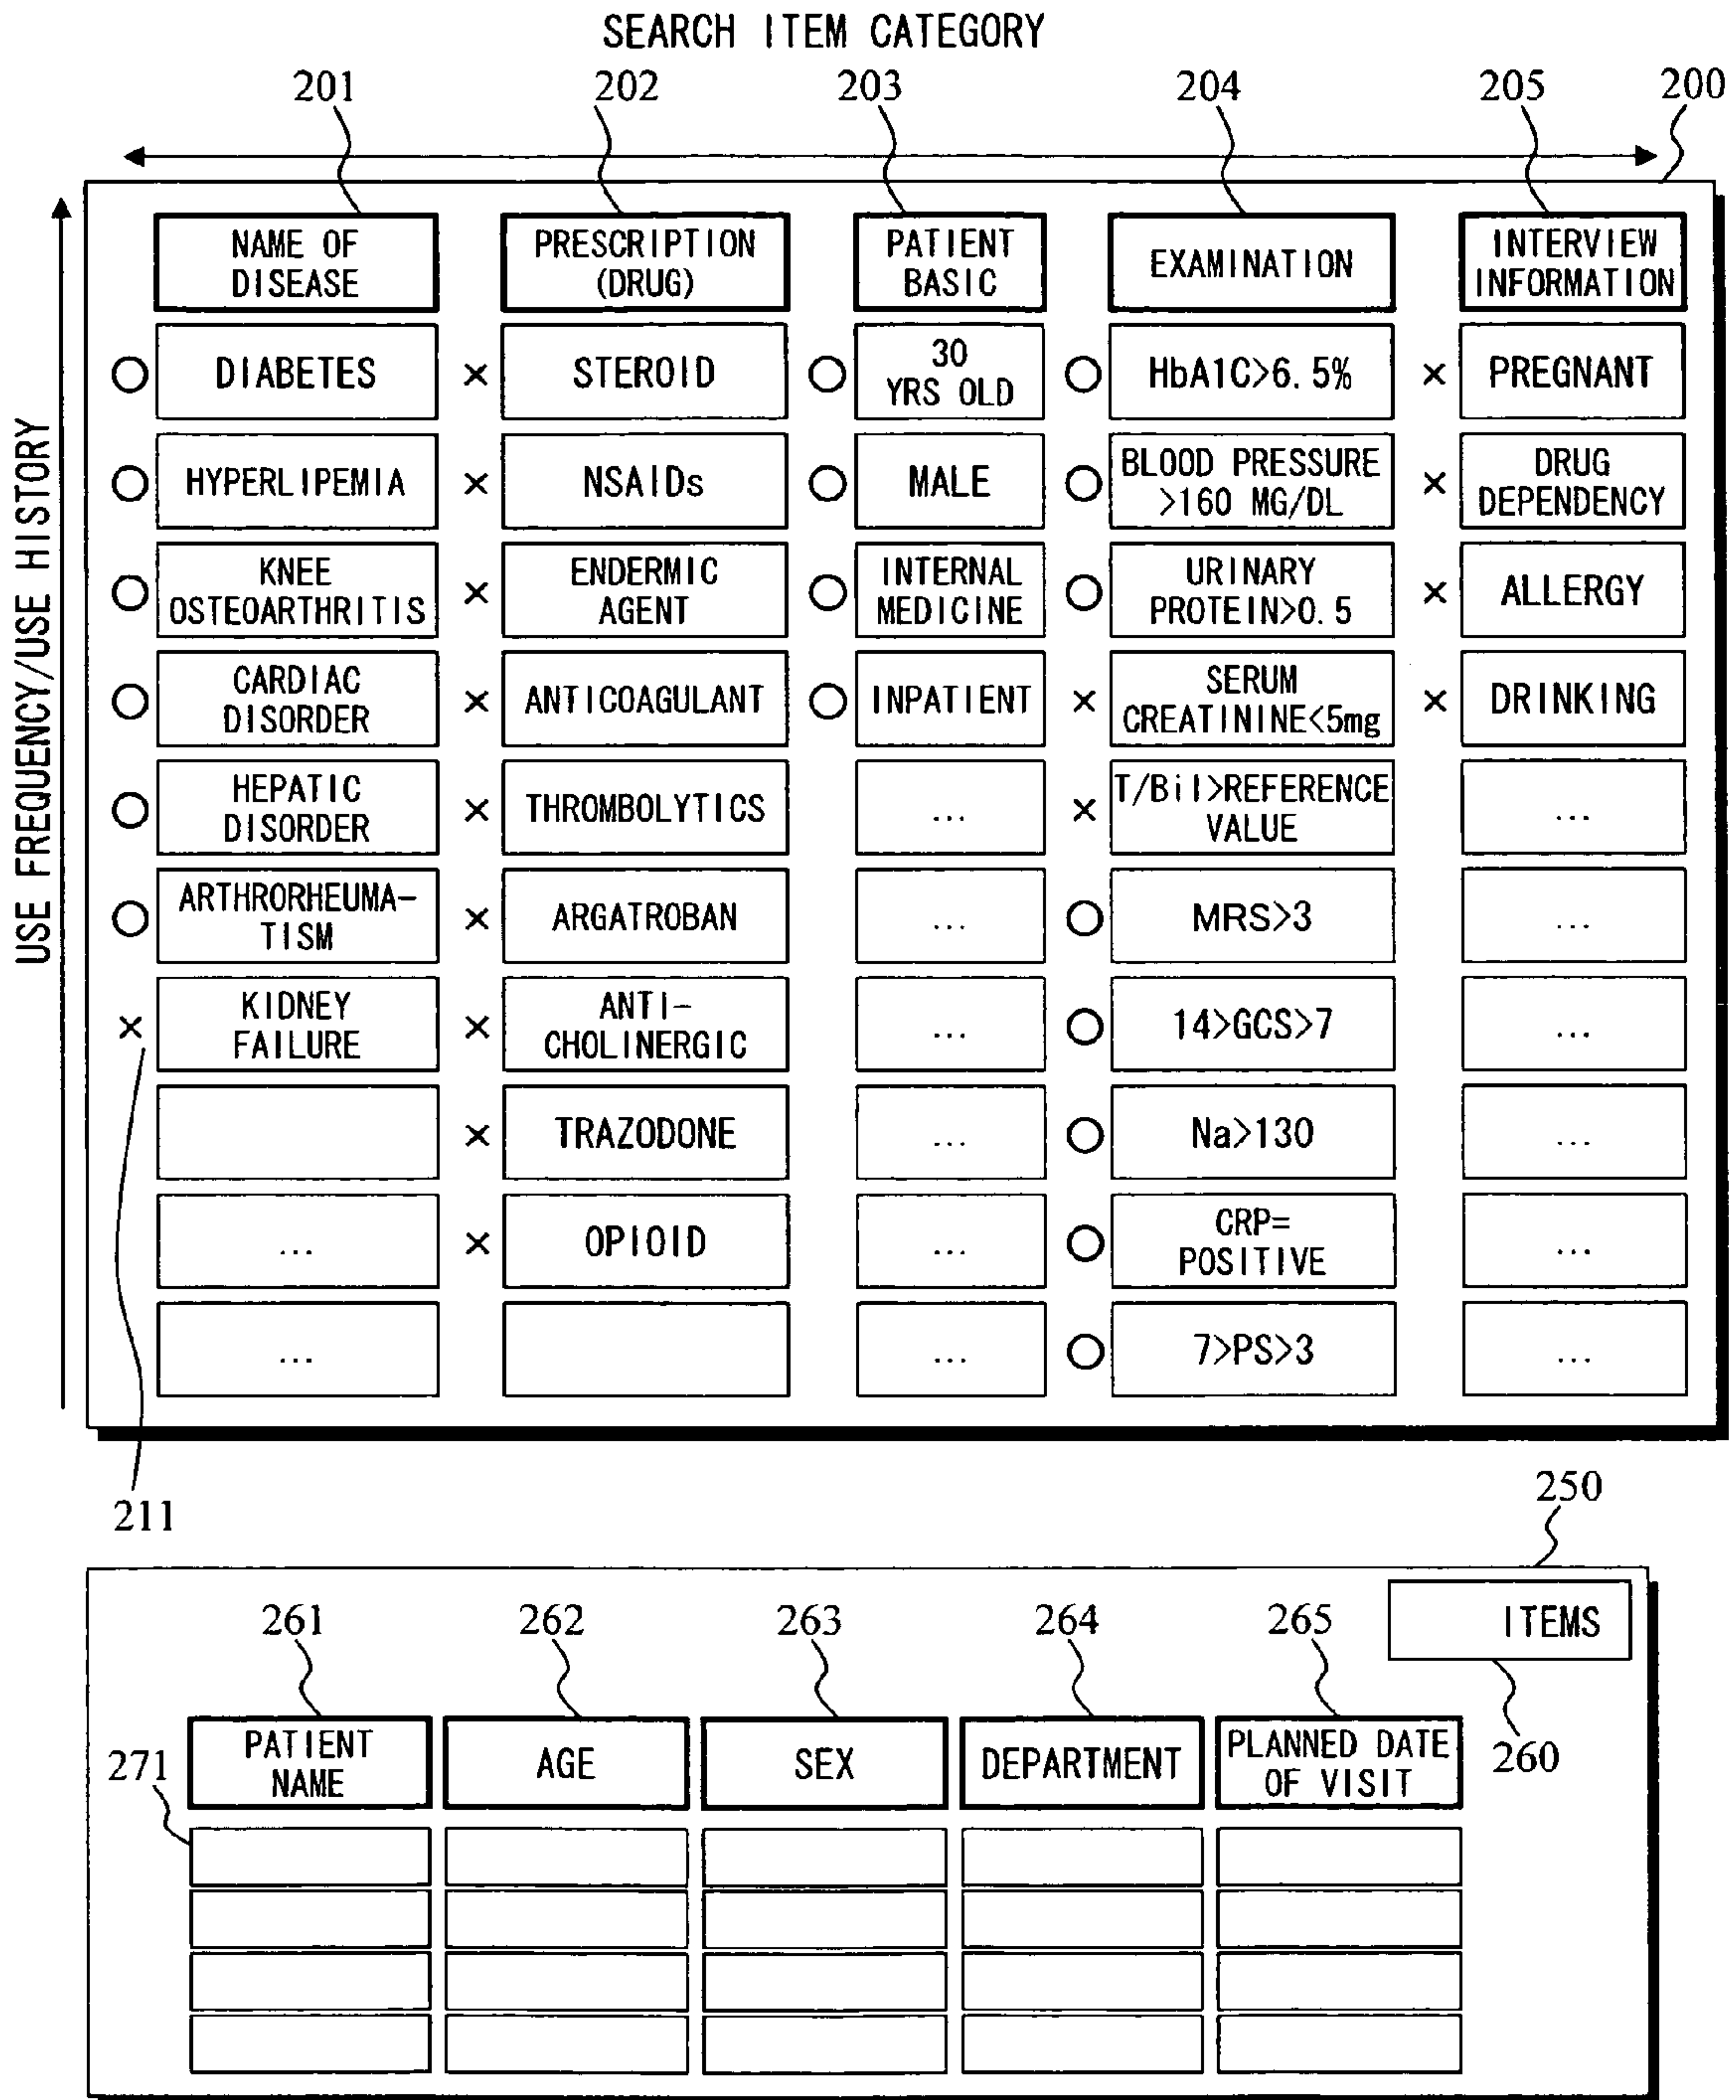 SEARCH ITEM CATEGORY
201 202 203 204 205 200
USE FREQUENCY/USE HISTORY
NAME OF DISEASE PRESCRIPTION (DRUG) PATIENT BASIC EXAMINATION INTERVIEW INFORMATION
○ DIABETES × STEROID ○ 30 YRS OLD ○ HbA1C>6.5% × PREGNANT
○ HYPERLIPEMIA × NSAIDs ○ MALE ○ BLOOD PRESSURE >160 MG/DL × DRUG DEPENDENCY
○ KNEE OSTEOARTHRITIS × ENDERMIC AGENT ○ INTERNAL MEDICINE ○ URINARY PROTEIN>0.5 × ALLERGY
○ CARDIAC DISORDER × ANTICOAGULANT ○ INPATIENT × SERUM CREATININE<5mg × DRINKING
○ HEPATIC DISORDER × THROMBOLYTICS ... × T/Bil>REFERENCE VALUE ...
○ ARTHRORHEUMA-TISM × ARGATROBAN ... ○ MRS>3 ...
× KIDNEY FAILURE × ANTI-CHOLINERGIC ... ○ 14>GCS>7 ...
× TRAZODONE ... ○ Na>130 ...
... × OPIOID ... ○ CRP= POSITIVE ...
... ... ○ 7>PS>3 ...
211
250
261 262 263 264 265 ITEMS
260
271
PATIENT NAME AGE SEX DEPARTMENT PLANNED DATE OF VISIT